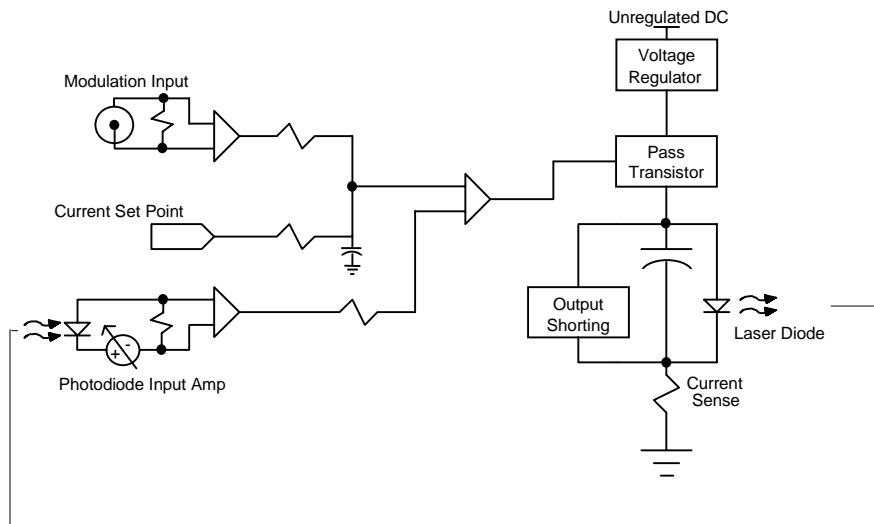 Unregulated DC
Voltage
Regulator
Modulation Input
Pass
Transistor
Current Set Point
Output
Shorting
Laser Diode
+ -
Photodiode Input Amp
Current
Sense